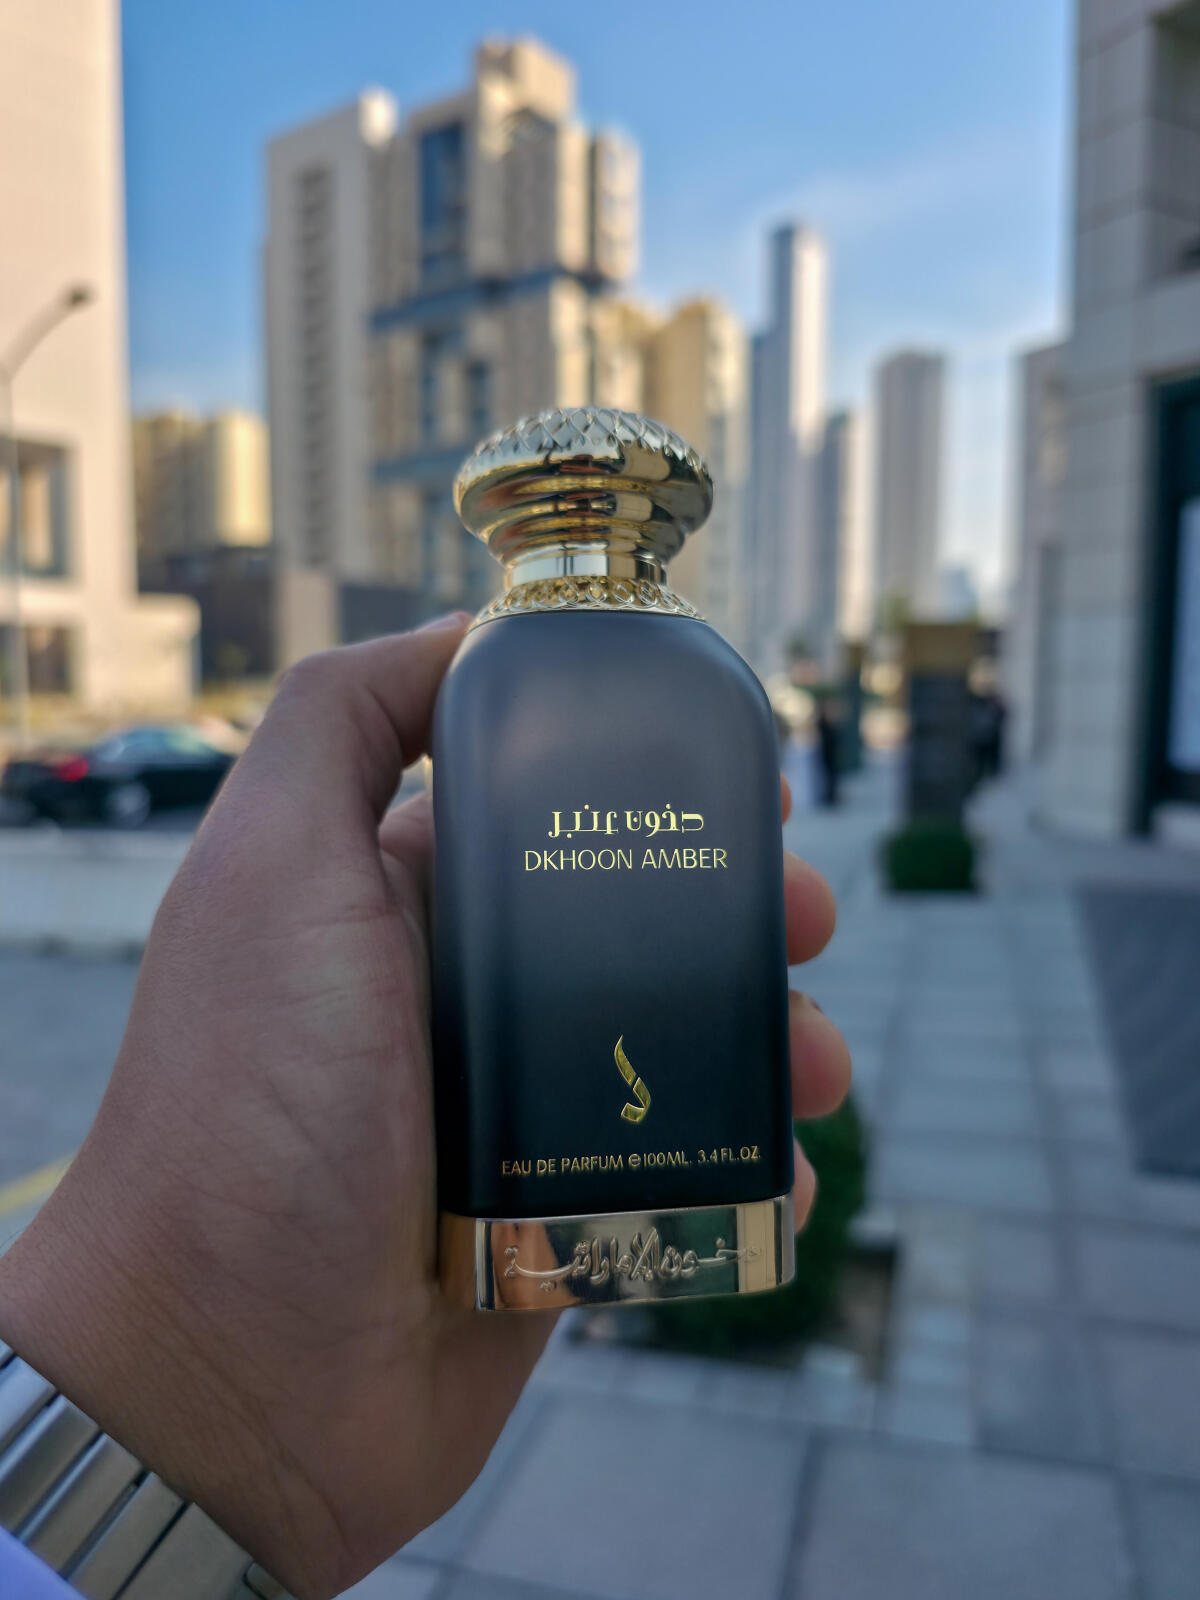 دخون عنبر
DKHOON AMBER
EAU DE PARFUM ℮100ML. 3.4 FL.OZ.
دخون الإماراتية